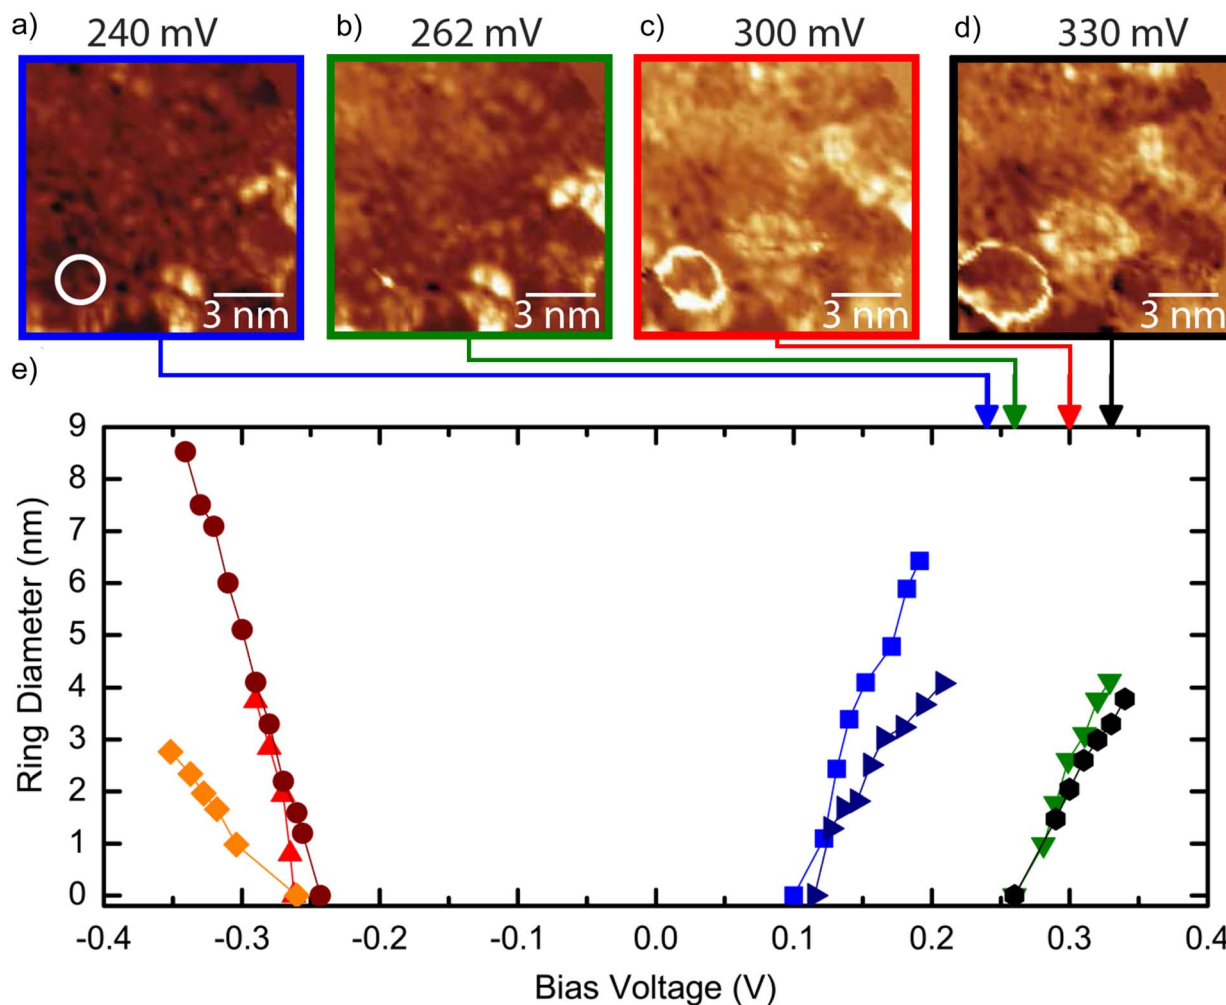 a) 240 mV b) 262 mV c) 300 mV d) 330 mV
3 nm 3 nm 3 nm 3 nm
e)
9
8
7
6
5
4
3
2
1
0
Ring Diameter (nm)
-0.4 -0.3 -0.2 -0.1 0.0 0.1 0.2 0.3 0.4
Bias Voltage (V)